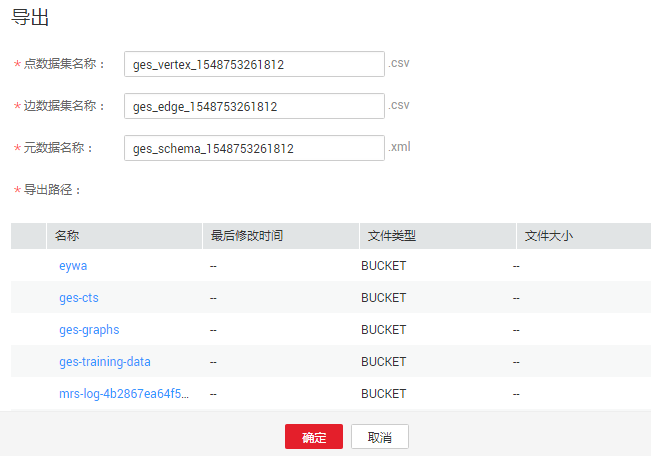 导出
* 点数据集名称： ges_vertex_1548753261812 .csv
* 边数据集名称： ges_edge_1548753261812 .csv
* 元数据名称： ges_schema_1548753261812 .xml
* 导出路径：
名称 最后修改时间 文件类型 文件大小
eywa -- BUCKET --
ges-cts -- BUCKET --
ges-graphs -- BUCKET --
ges-training-data -- BUCKET --
mrs-log-4b2867ea64f5... -- BUCKET --
确定 取消